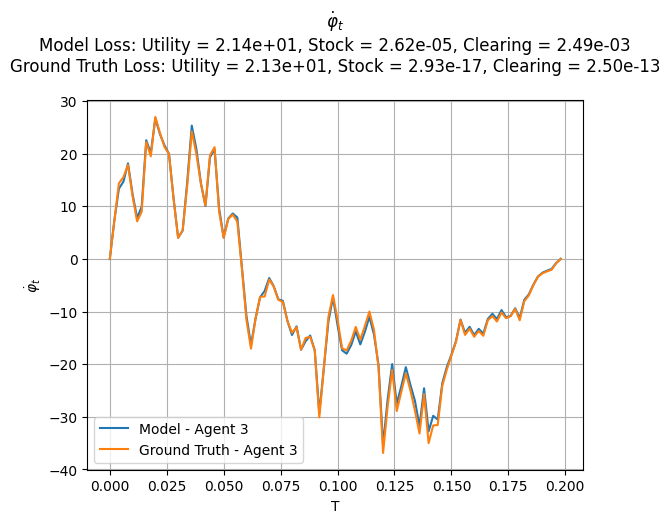 φ̇ₜ
Model Loss: Utility = 2.14e+01, Stock = 2.62e-05, Clearing = 2.49e-03
Ground Truth Loss: Utility = 2.13e+01, Stock = 2.93e-17, Clearing = 2.50e-13
30
20
10
0
−10
−20
−30
−40
φ̇ₜ
Model - Agent 3
Ground Truth - Agent 3
0.000 0.025 0.050 0.075 0.100 0.125 0.150 0.175 0.200
T